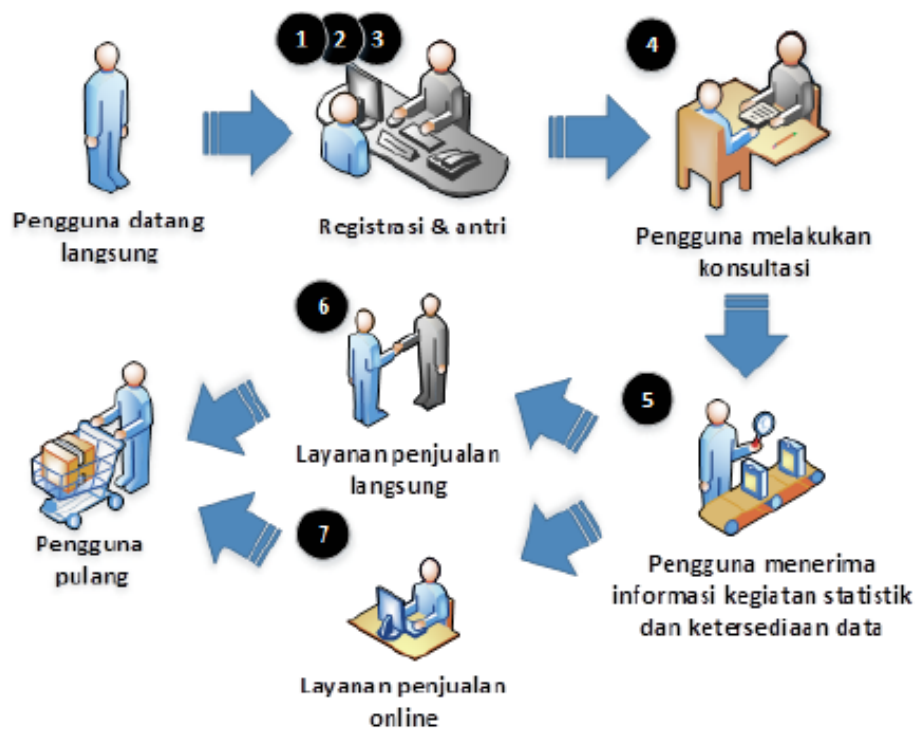 1 2 3
4
Pengguna datang
langsung
Registrasi & antri
Pengguna melakukan
konsultasi
6
5
Layanan penjualan
langsung
7
Pengguna
pulang
Pengguna menerima
informasi kegiatan statistik
dan ketersediaan data
Layanan penjualan
online